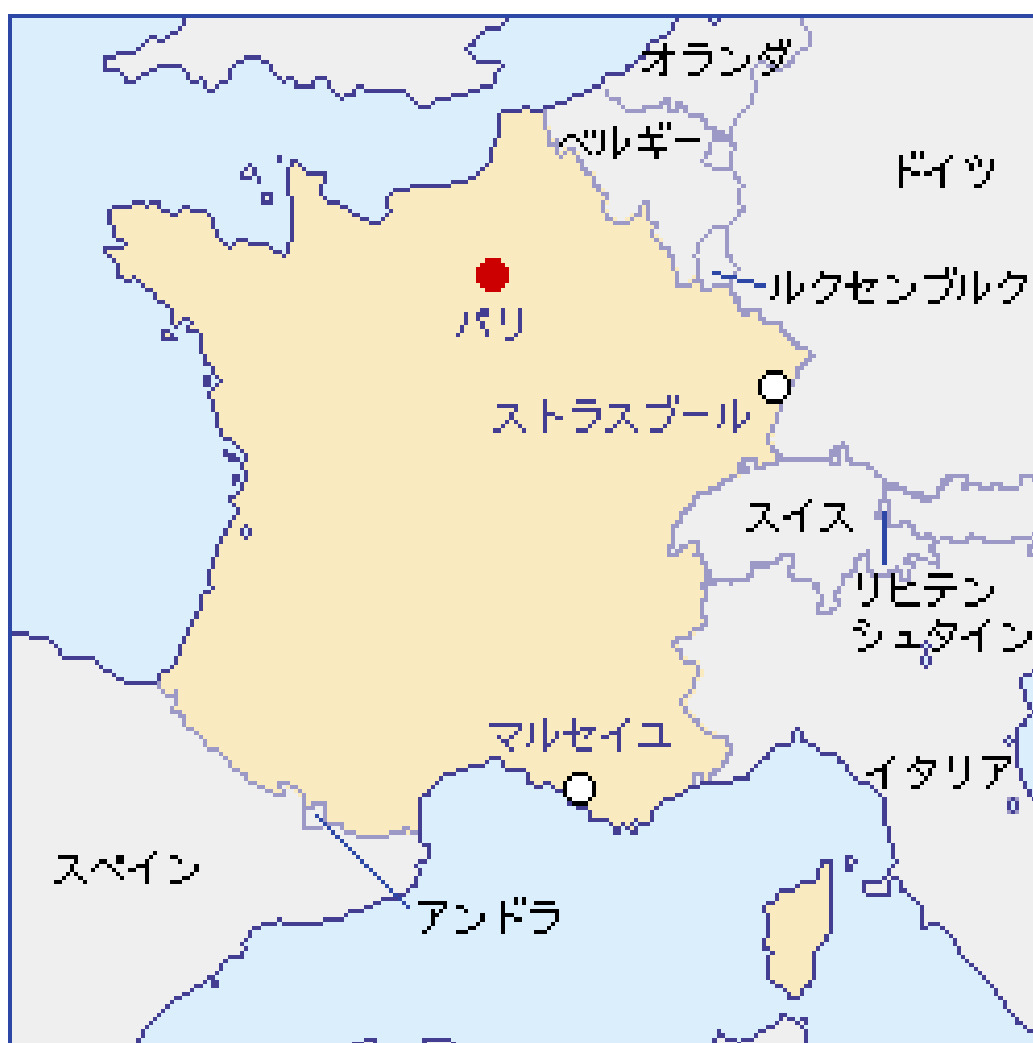 オランダ
ベルギー
ドイツ
ルクセンブルク
パリ
ストラスブール
スイス
リヒテン
シュタイン
マルセイユ
イタリア
スペイン
アンドラ